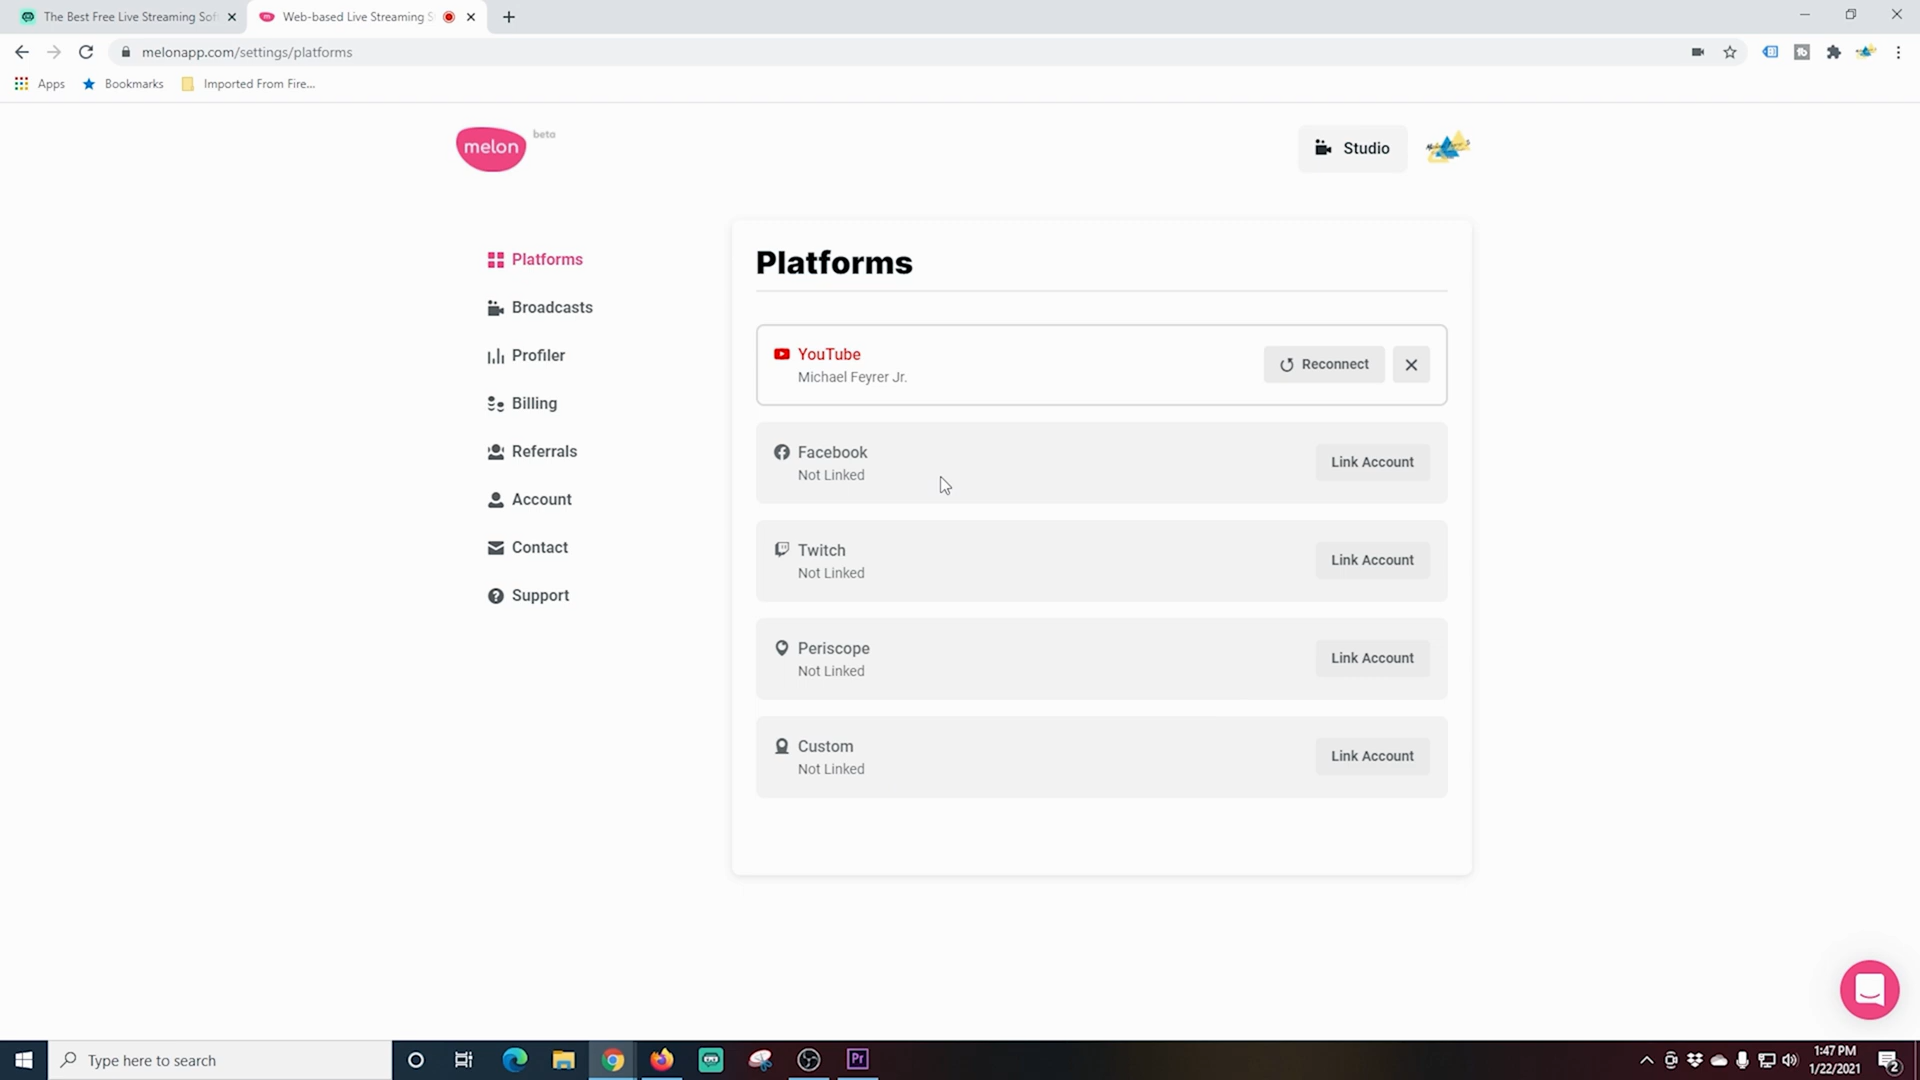 The Best Free Live Streaming Sof
Web-based Live Streaming S
melonapp.com/settings/platforms
Apps
Bookmarks
Imported From Fire...
melon
beta
Studio
Platforms
Broadcasts
Profiler
Billing
Referrals
Account
Contact
Support
Platforms
YouTube
Michael Feyrer Jr.
Reconnect
Facebook
Not Linked
Link Account
Twitch
Not Linked
Link Account
Periscope
Not Linked
Link Account
Custom
Not Linked
Link Account
Type here to search
Pr
1:47 PM
1/22/2021
2